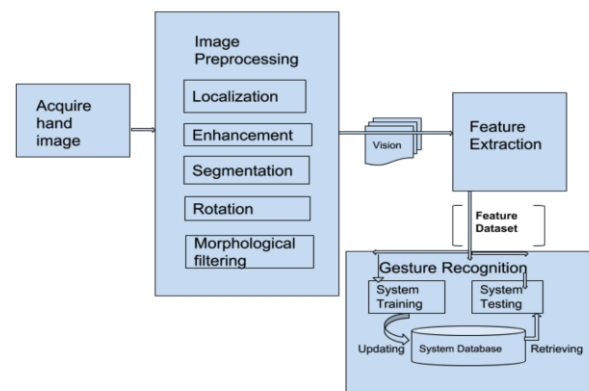 Acquire
hand
image
Image
Preprocessing
Localization
Enhancement
Segmentation
Rotation
Morphological
filtering
Vision
Feature
Extraction
Feature
Dataset
Gesture Recognition
System
Training
System
Testing
Updating
System Database
Retrieving